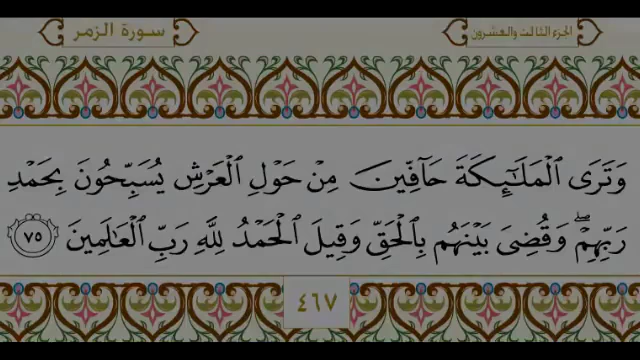 الجزء الثالث والعشرون
سورة الزمر
وَتَرَى ٱلۡمَلَٰٓئِكَةَ حَآفِّينَ مِنۡ حَوۡلِ ٱلۡعَرۡشِ يُسَبِّحُونَ بِحَمۡدِ
رَبِّهِمۡۖ وَقُضِيَ بَيۡنَهُم بِٱلۡحَقِّ وَقِيلَ ٱلۡحَمۡدُ لِلَّهِ رَبِّ ٱلۡعَٰلَمِينَ ٧٥
٤٦٧